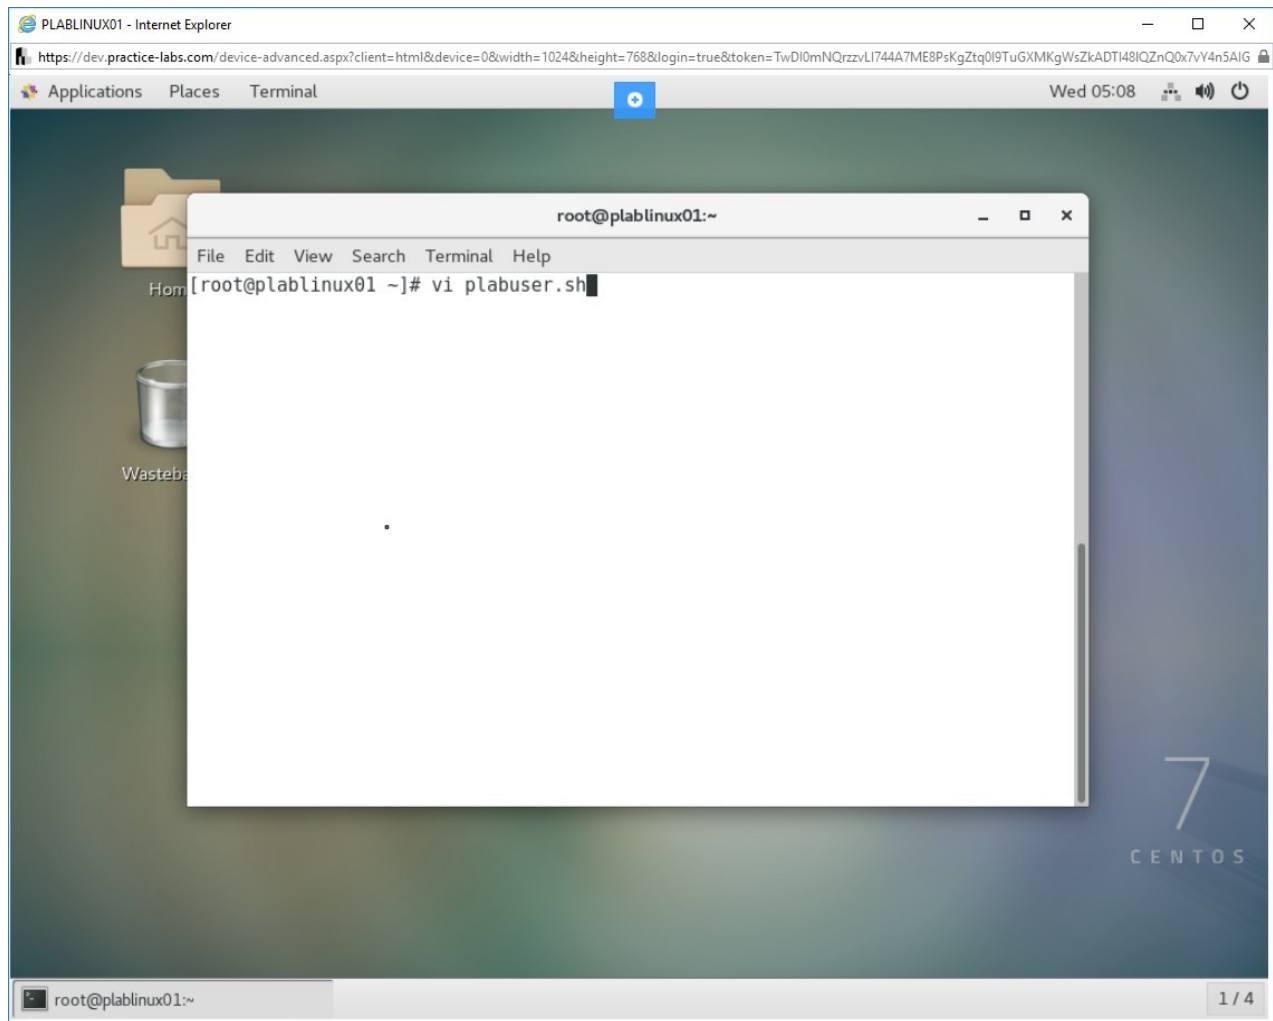 PLABLINUX01 - Internet Explorer
https://dev.practice-labs.com/device-advanced.aspx?client=html&device=0&width=1024&height=768&login=true&token=TwDI0mNQrzzvLI744A7ME8PsKgZtq0I9TuGXMKgWsZkADTI48IQZnQ0x7vY4n5AIG
Applications Places Terminal Wed 05:08
root@plablinux01:~
File Edit View Search Terminal Help
[root@plablinux01 ~]# vi plabuser.sh
Hom
Wasteba
7
CENTOS
root@plablinux01:~ 1 / 4